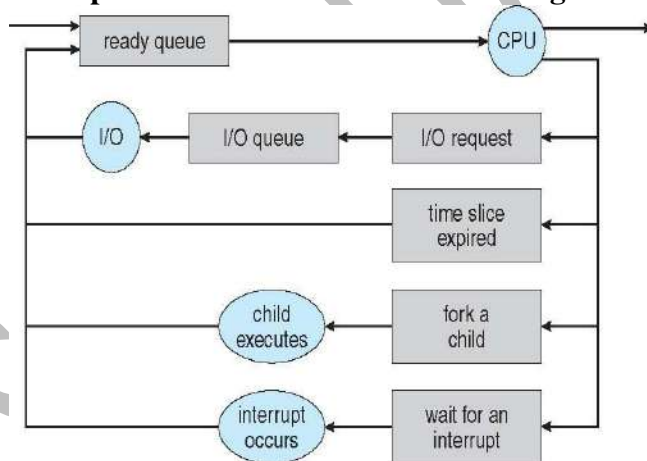 ready queue
CPU
I/O
I/O queue
I/O request
time slice
expired
child
executes
fork a
child
interrupt
occurs
wait for an
interrupt